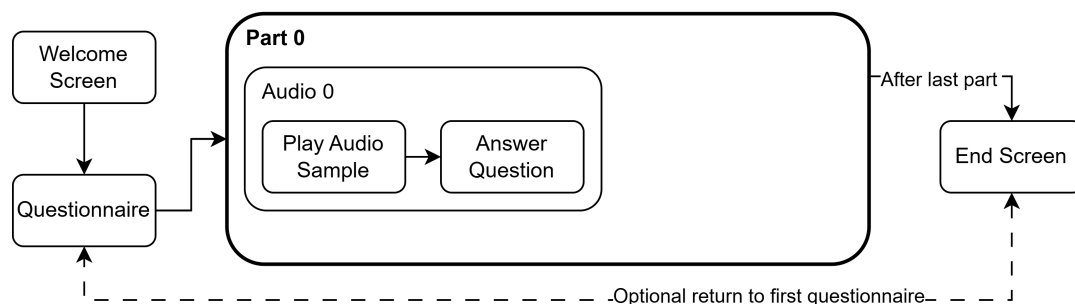 Welcome
Screen
Questionnaire
Part 0
Audio 0
Play Audio
Sample
Answer
Question
After last part
End Screen
Optional return to first questionnaire